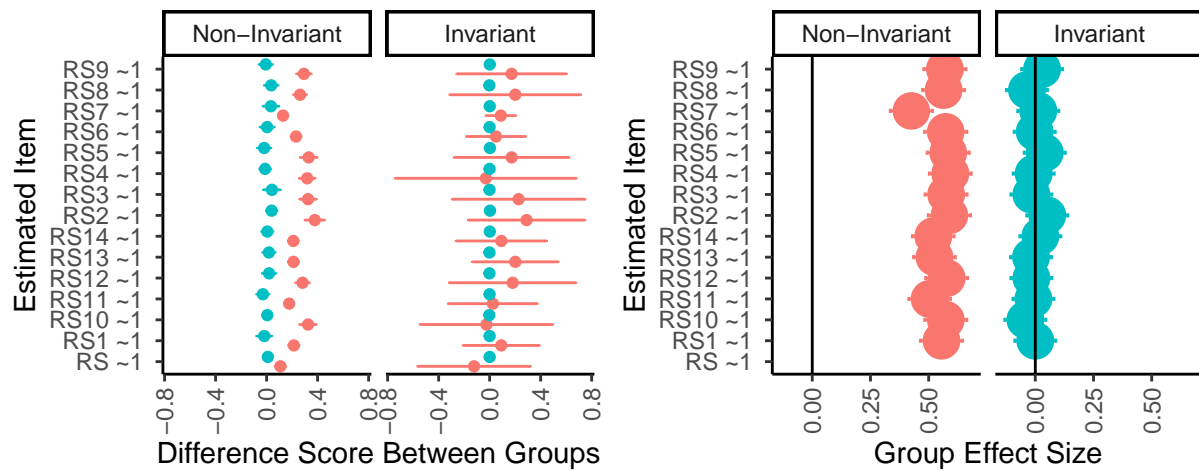 Non−Invariant
Invariant
Estimated Item
RS9 ~1
RS8 ~1
RS7 ~1
RS6 ~1
RS5 ~1
RS4 ~1
RS3 ~1
RS2 ~1
RS14 ~1
RS13 ~1
RS12 ~1
RS11 ~1
RS10 ~1
RS1 ~1
RS ~1
−0.8
−0.4
0.0
0.4
0.8
−0.8
−0.4
0.0
0.4
0.8
Difference Score Between Groups
Non−Invariant
Invariant
Estimated Item
RS9 ~1
RS8 ~1
RS7 ~1
RS6 ~1
RS5 ~1
RS4 ~1
RS3 ~1
RS2 ~1
RS14 ~1
RS13 ~1
RS12 ~1
RS11 ~1
RS10 ~1
RS1 ~1
RS ~1
0.00
0.50
0.00
0.50
Group Effect Size